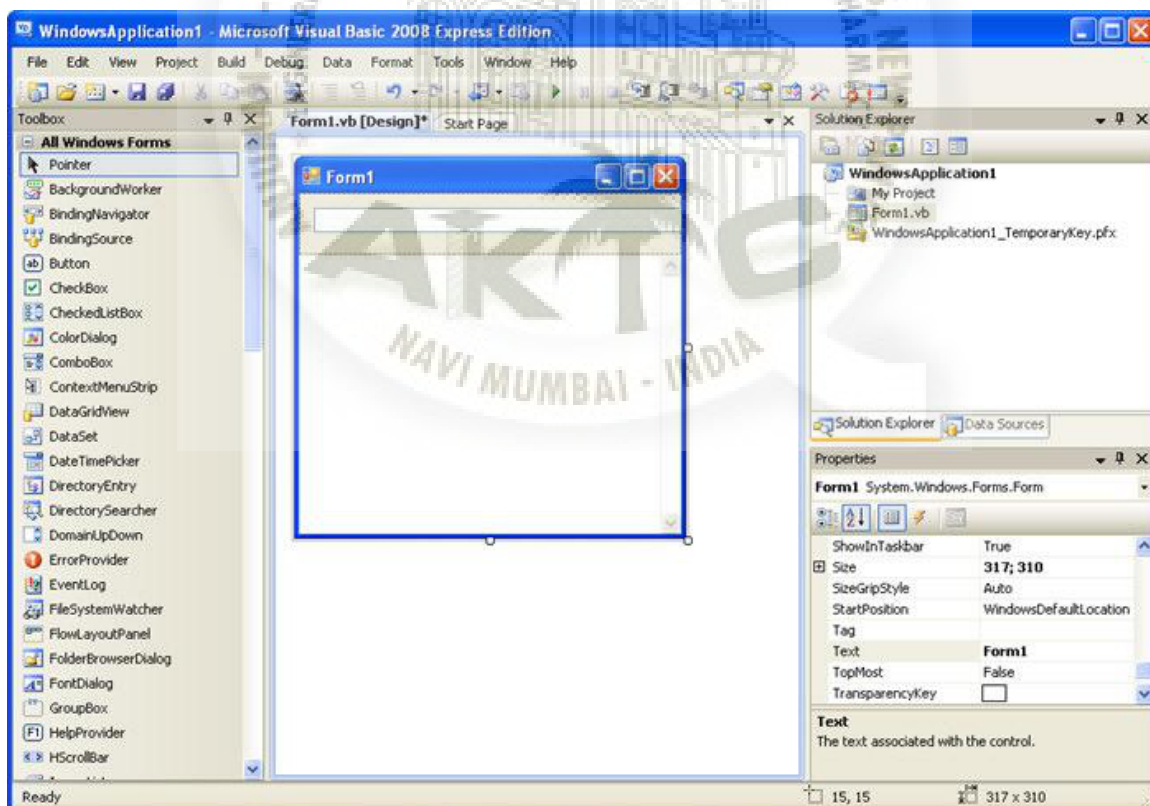 WindowsApplication1 - Microsoft Visual Basic 2008 Express Edition
File Edit View Project Build Debug Data Format Tools Window Help
Toolbox
All Windows Forms
Pointer
BackgroundWorker
BindingNavigator
BindingSource
Button
CheckBox
CheckedListBox
ColorDialog
ComboBox
ContextMenuStrip
DataGridView
DataSet
DateTimePicker
DirectoryEntry
DirectorySearcher
DomainUpDown
ErrorProvider
EventLog
FileSystemWatcher
FlowLayoutPanel
FolderBrowserDialog
FontDialog
GroupBox
HelpProvider
HScrollBar
Form1.vb [Design]* Start Page
Form1
AKTC
NAVI MUMBAI - INDIA
Solution Explorer
WindowsApplication1
My Project
Form1.vb
WindowsApplication1_TemporaryKey.pfx
Solution Explorer Data Sources
Properties
Form1 System.Windows.Forms.Form
ShowInTaskbar True
Size 317; 310
SizeGripStyle Auto
StartPosition WindowsDefaultLocation
Tag
Text Form1
TopMost False
TransparencyKey
Text
The text associated with the control.
Ready 15, 15 317 x 310